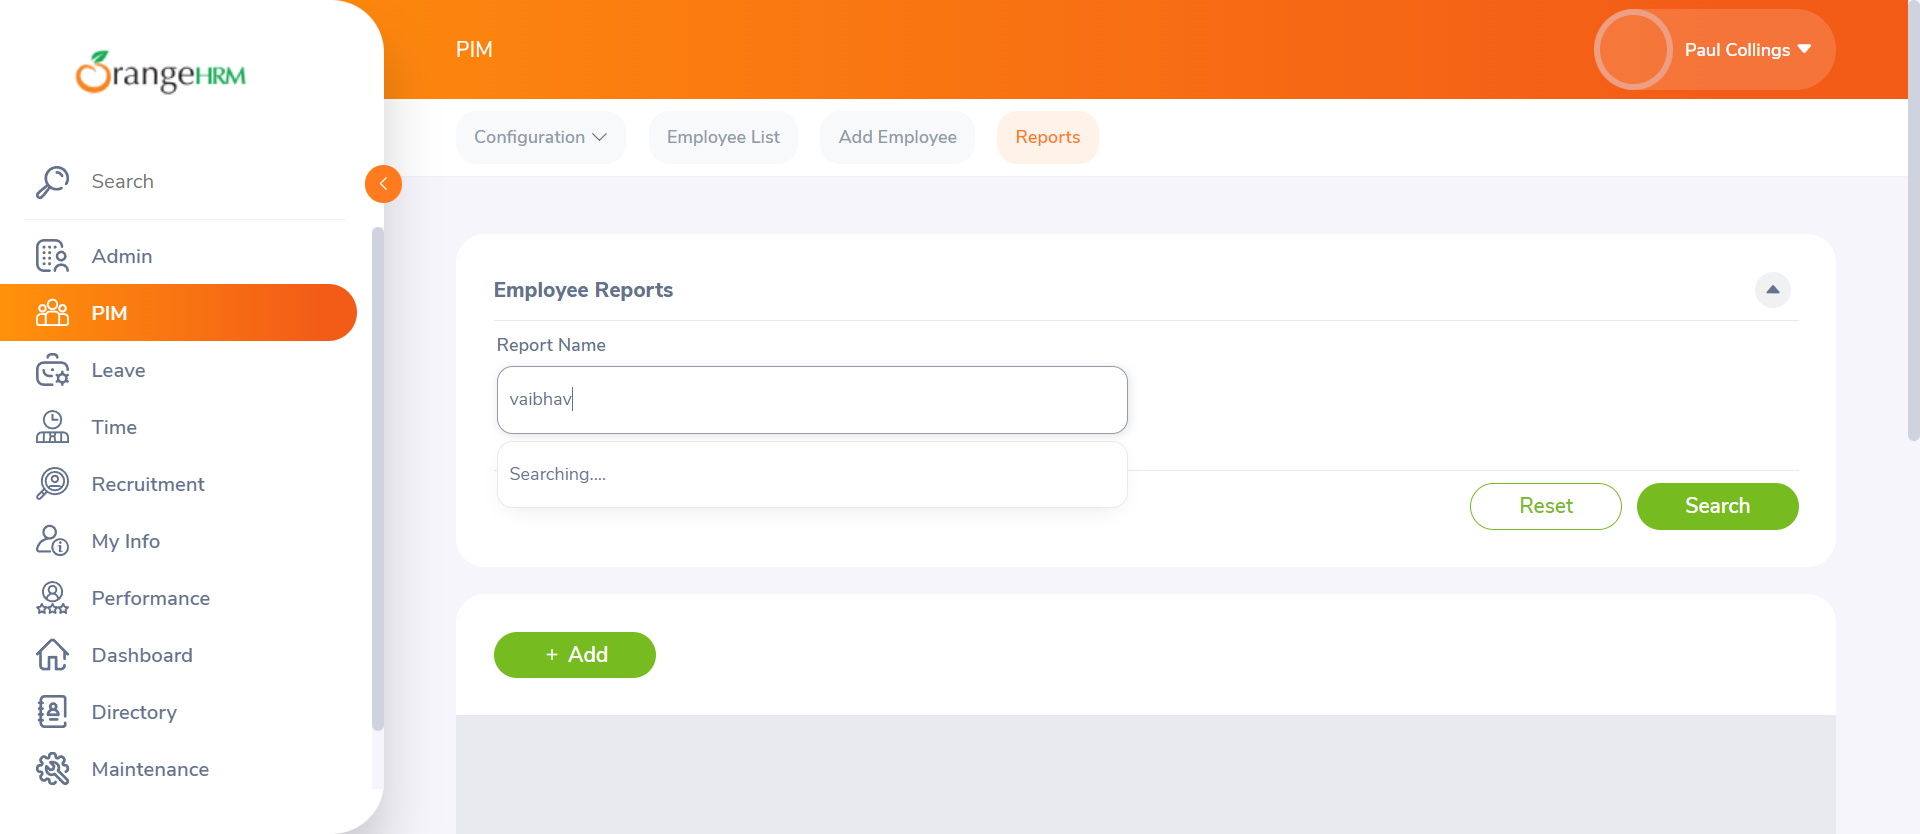 OrangeHRM
PIM
Paul Collings
Configuration
Employee List
Add Employee
Reports
Search
Admin
PIM
Leave
Time
Recruitment
My Info
Performance
Dashboard
Directory
Maintenance
Employee Reports
Report Name
vaibhav
Searching....
Reset
Search
+ Add